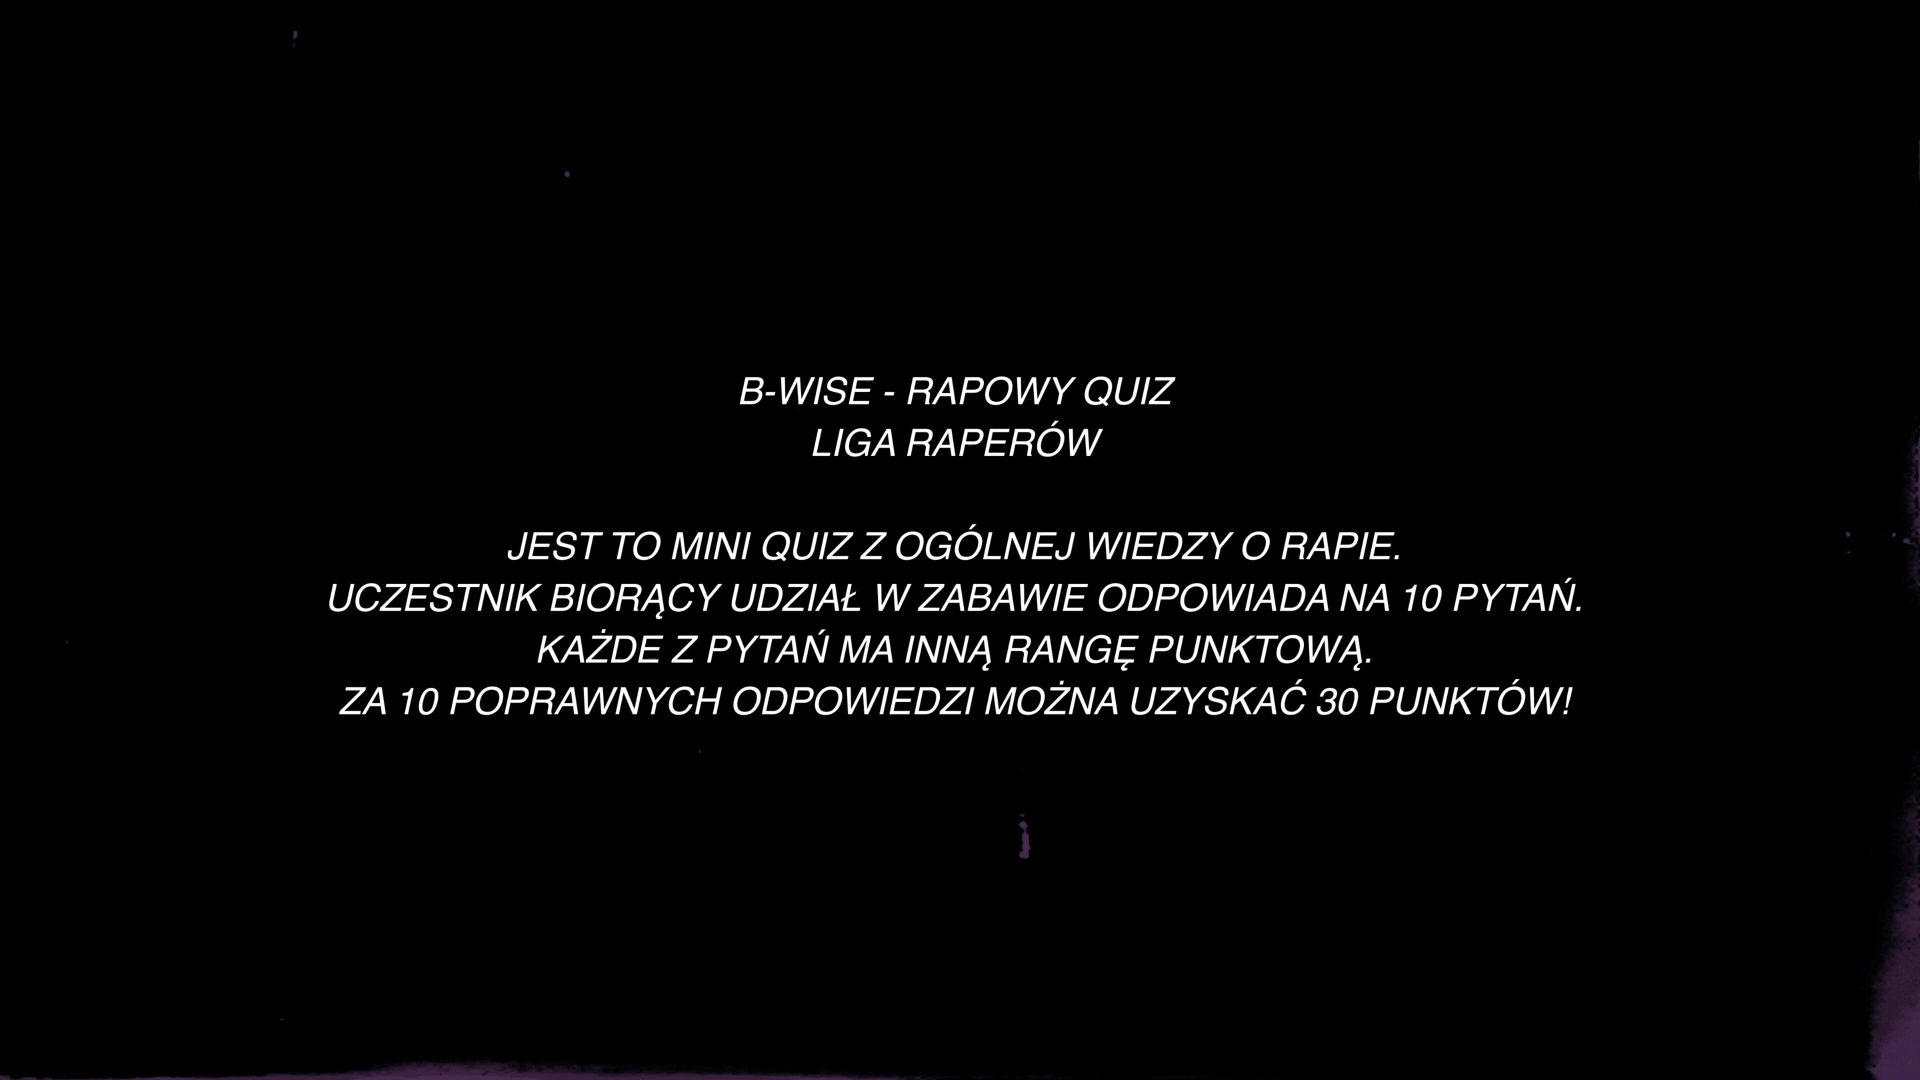 B-WISE - RAPOWY QUIZ
LIGA RAPERÓW
JEST TO MINI QUIZ Z OGÓLNEJ WIEDZY O RAPIE.
UCZESTNIK BIORĄCY UDZIAŁ W ZABAWIE ODPOWIADA NA 10 PYTAŃ.
KAŻDE Z PYTAŃ MA INNĄ RANGĘ PUNKTOWĄ.
ZA 10 POPRAWNYCH ODPOWIEDZI MOŻNA UZYSKAĆ 30 PUNKTÓW!